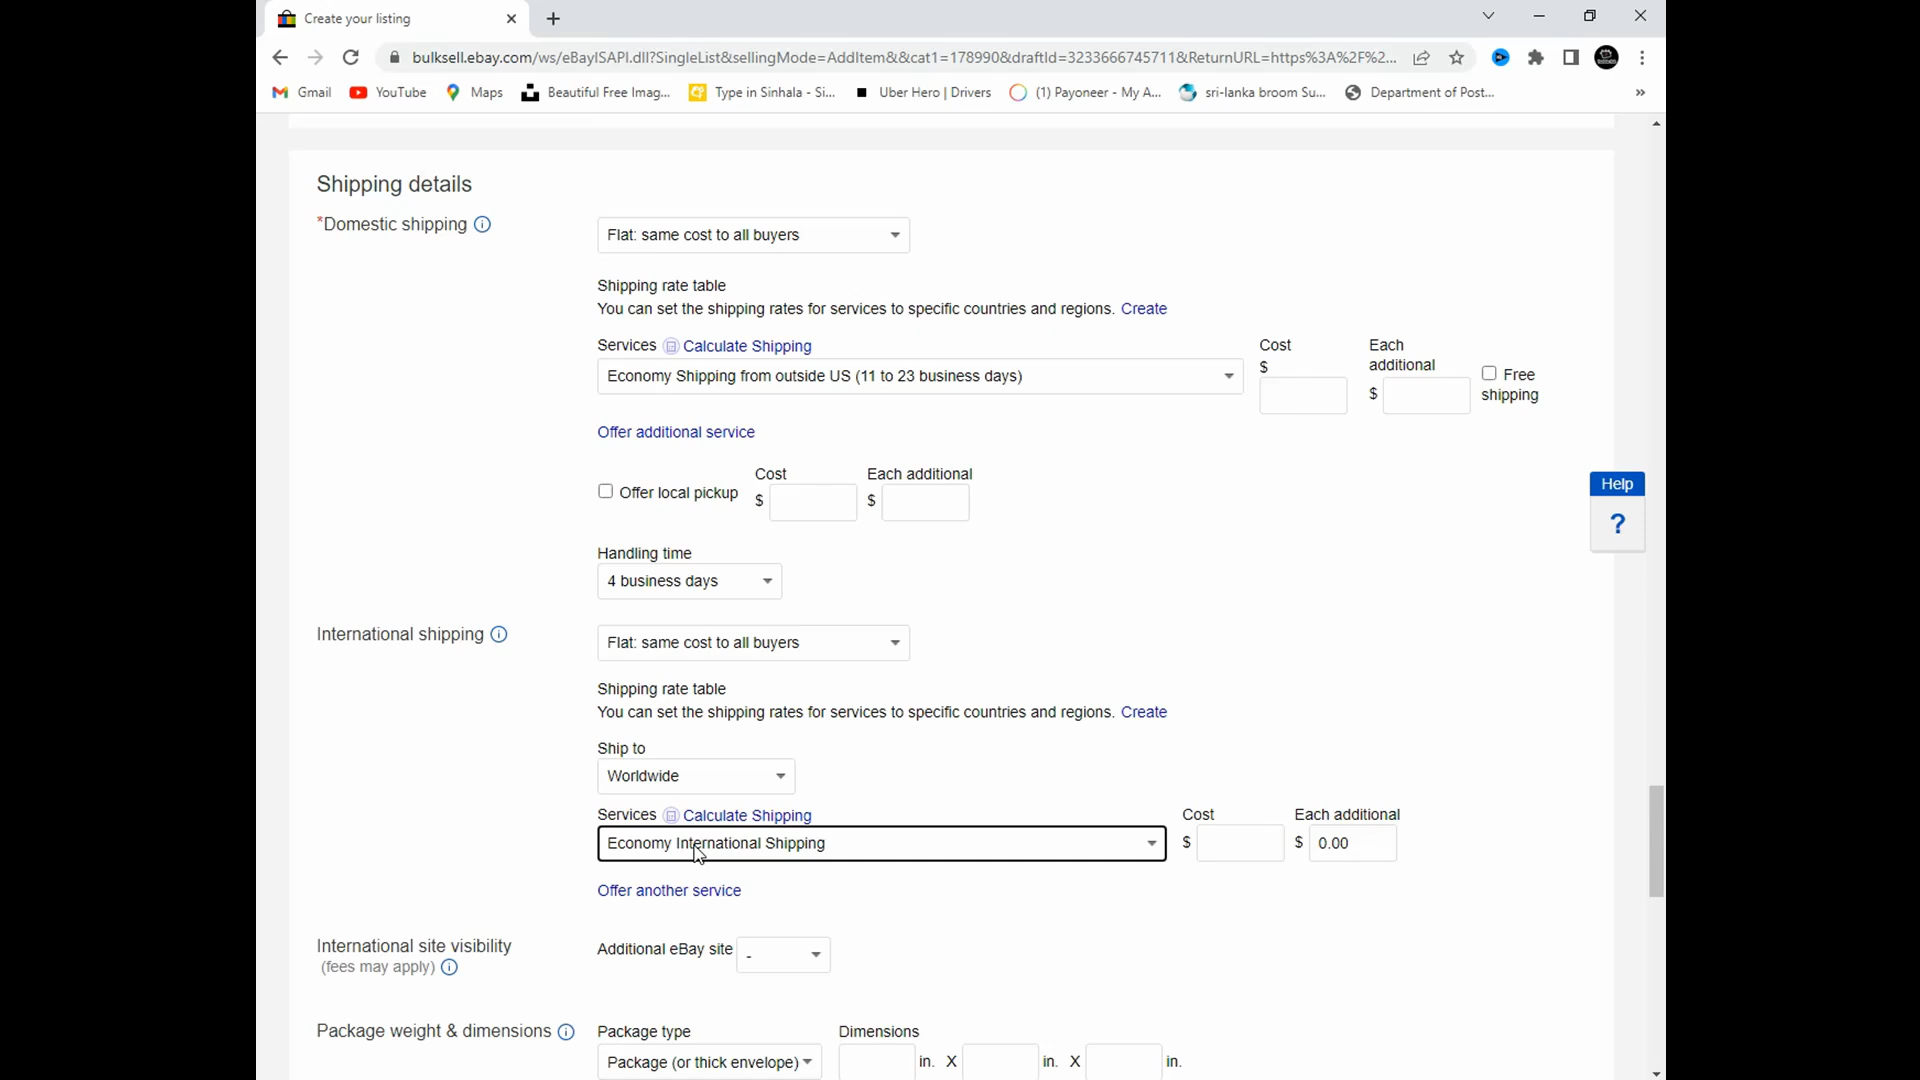 Create your listing
bulksell.ebay.com/ws/eBayISAPI.dll?SingleList&sellingMode=AddItem&&cat1=178990&draftId=3233666745711&ReturnURL=https%3A%2F%2...
Gmail YouTube Maps Beautiful Free Imag... Type in Sinhala - Si... Uber Hero | Drivers (1) Payoneer - My A... sri-lanka broom Su... Department of Post... »
Shipping details
*Domestic shipping
Flat: same cost to all buyers
Shipping rate table
You can set the shipping rates for services to specific countries and regions. Create
Services Calculate Shipping
Economy Shipping from outside US (11 to 23 business days)
Cost
$
Each
additional
$
Free
shipping
Offer additional service
Offer local pickup
Cost
$
Each additional
$
Handling time
4 business days
Help
?
International shipping
Flat: same cost to all buyers
Shipping rate table
You can set the shipping rates for services to specific countries and regions. Create
Ship to
Worldwide
Services Calculate Shipping
Economy International Shipping
Cost
$
Each additional
$ 0.00
Offer another service
International site visibility
(fees may apply)
Additional eBay site -
Package weight & dimensions
Package type
Package (or thick envelope)
Dimensions
in. X in. X in.